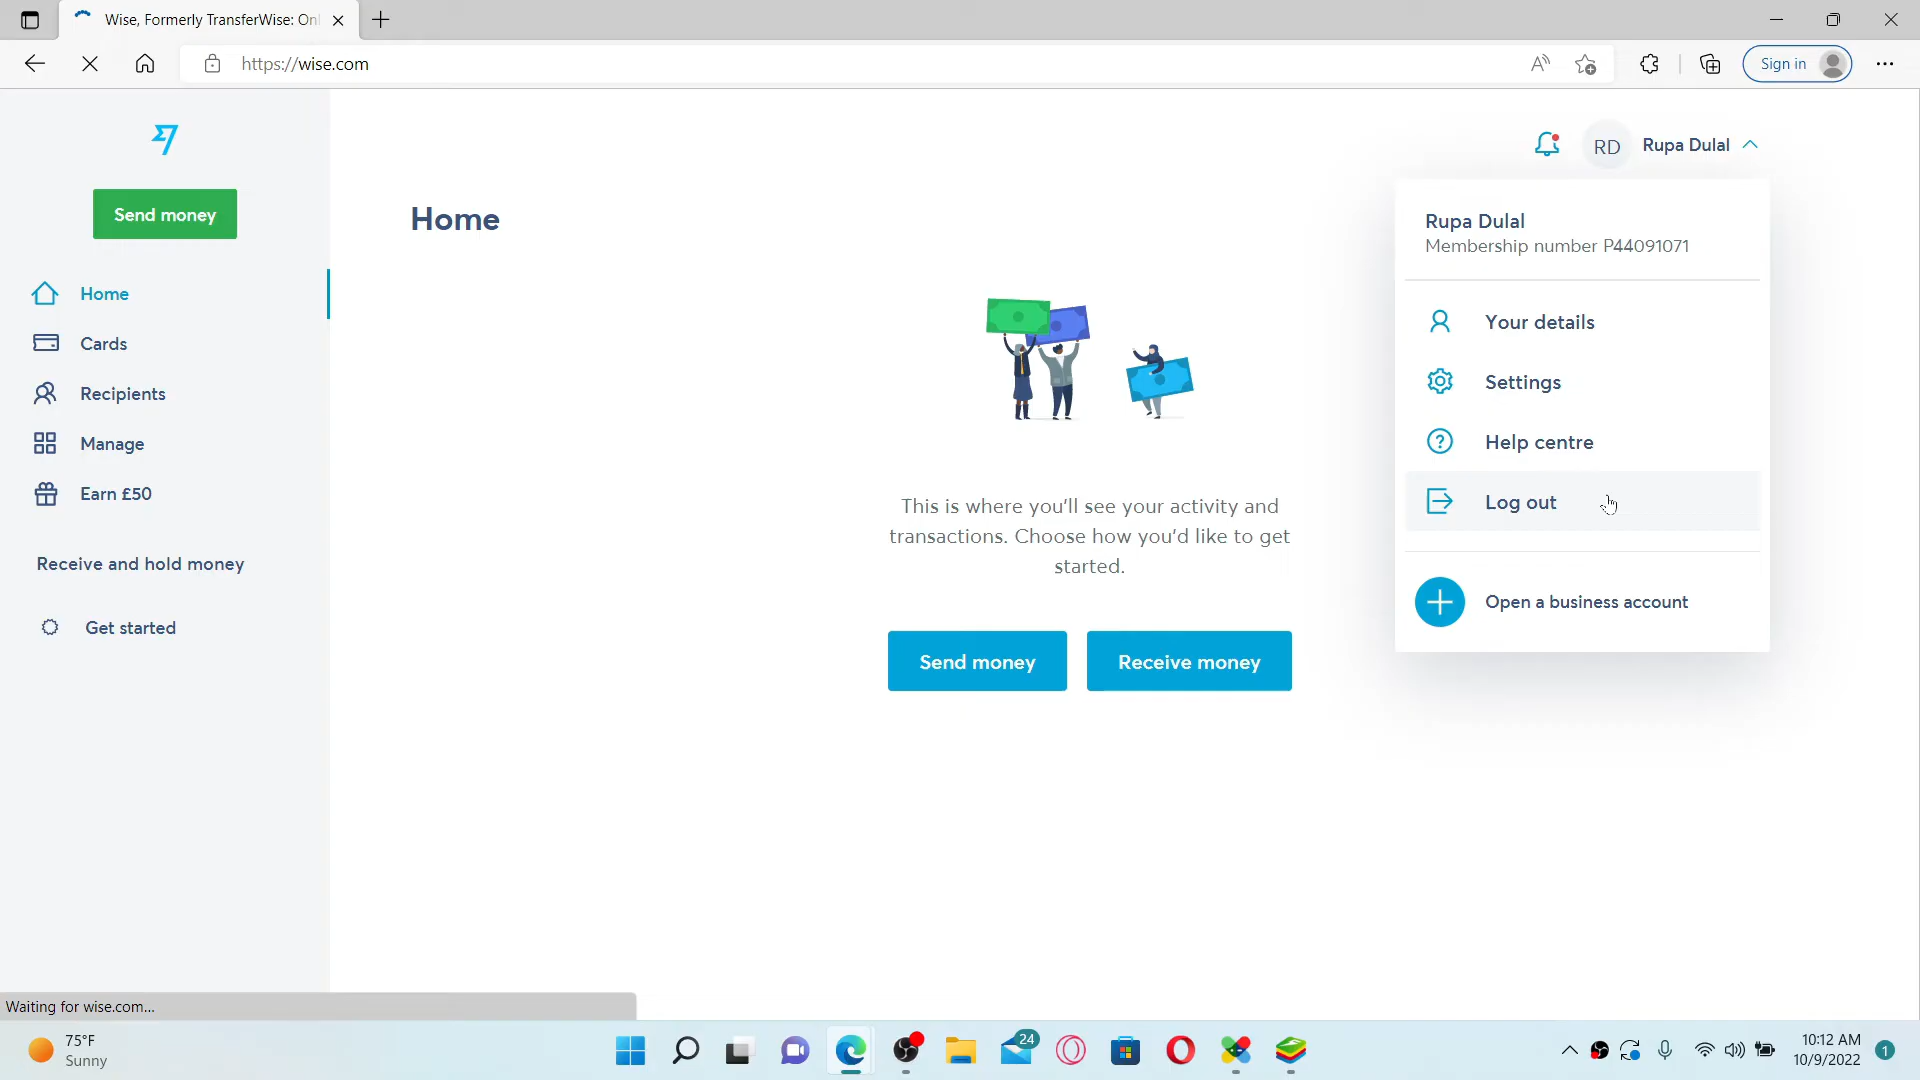 Wise, Formerly TransferWise: Onl
https://wise.com
Sign in
Send money
Home
Cards
Recipients
Manage
Earn £50
Receive and hold money
Get started
Home
This is where you'll see your activity and
transactions. Choose how you'd like to get
started.
Send money
Receive money
RD
Rupa Dulal
Rupa Dulal
Membership number P44091071
Your details
Settings
Help centre
Log out
Open a business account
Waiting for wise.com...
75°F
Sunny
24
10:12 AM
10/9/2022
1